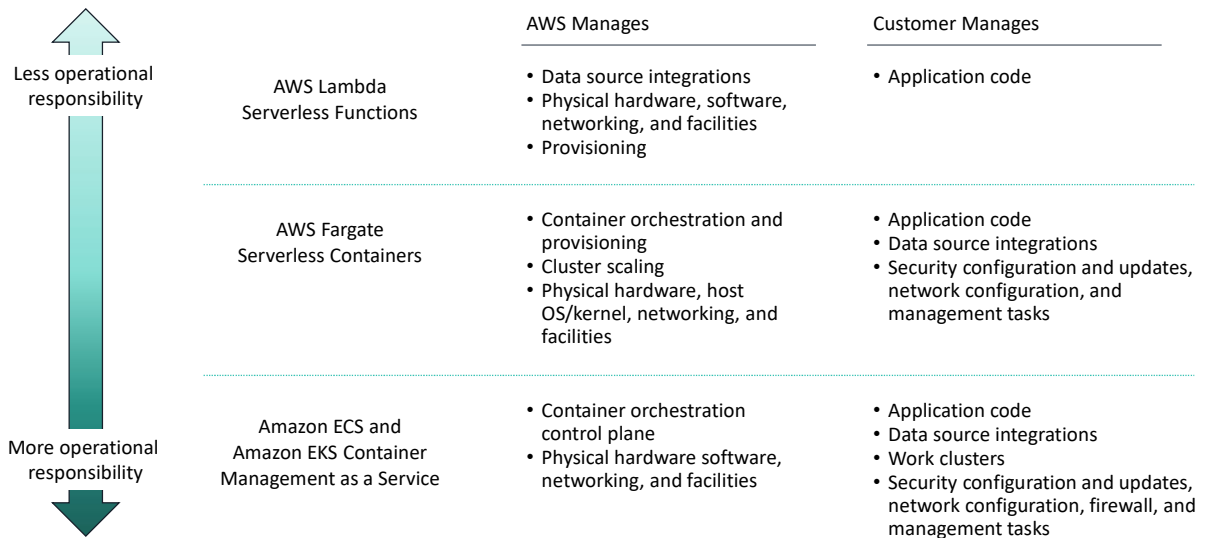 AWS Manages
Customer Manages
Less operational
responsibility
AWS Lambda
Serverless Functions
• Data source integrations
• Physical hardware, software,
networking, and facilities
• Provisioning
• Application code
AWS Fargate
Serverless Containers
• Container orchestration and
provisioning
• Cluster scaling
• Physical hardware, host
OS/kernel, networking, and
facilities
• Application code
• Data source integrations
• Security configuration and updates,
network configuration, and
management tasks
More operational
responsibility
Amazon ECS and
Amazon EKS Container
Management as a Service
• Container orchestration
control plane
• Physical hardware software,
networking, and facilities
• Application code
• Data source integrations
• Work clusters
• Security configuration and updates,
network configuration, firewall, and
management tasks